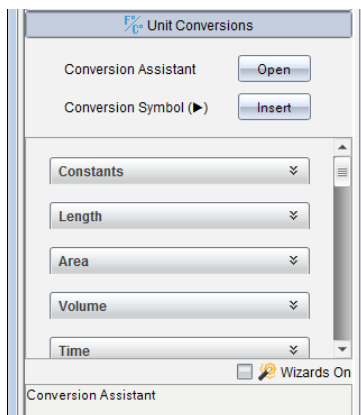 F°/C° Unit Conversions
Conversion Assistant Open
Conversion Symbol (►) Insert
Constants
Length
Area
Volume
Time
Wizards On
Conversion Assistant